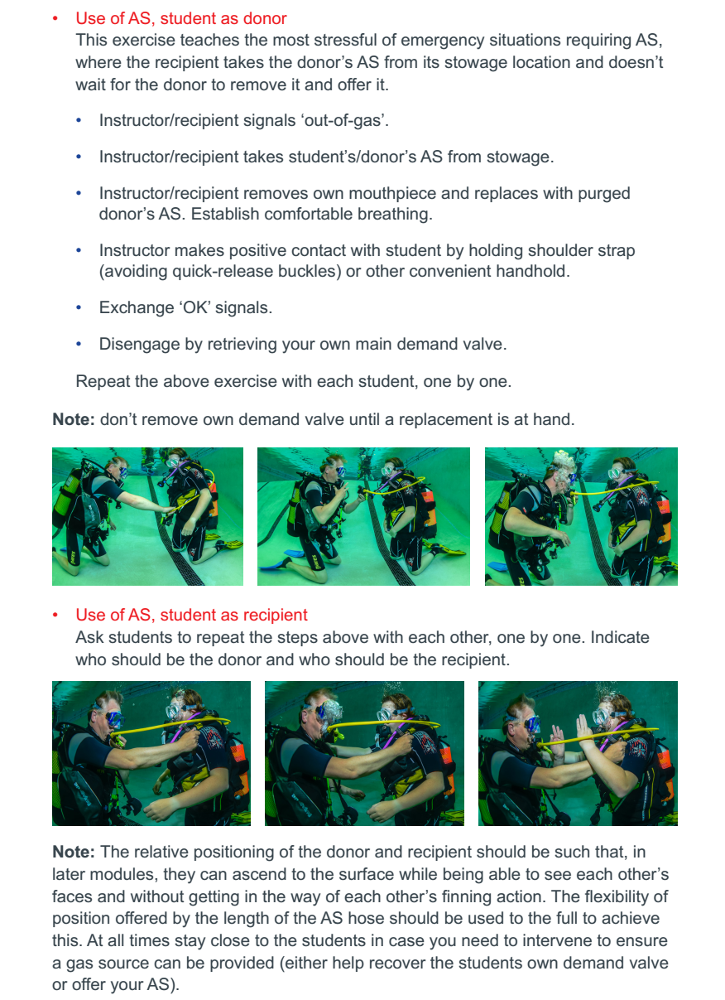 • Use of AS, student as donor
This exercise teaches the most stressful of emergency situations requiring AS,
where the recipient takes the donor’s AS from its stowage location and doesn’t
wait for the donor to remove it and offer it.
• Instructor/recipient signals ‘out-of-gas’.
• Instructor/recipient takes student’s/donor’s AS from stowage.
• Instructor/recipient removes own mouthpiece and replaces with purged
donor’s AS. Establish comfortable breathing.
• Instructor makes positive contact with student by holding shoulder strap
(avoiding quick-release buckles) or other convenient handhold.
• Exchange ‘OK’ signals.
• Disengage by retrieving your own main demand valve.
Repeat the above exercise with each student, one by one.
Note: don’t remove own demand valve until a replacement is at hand.
• Use of AS, student as recipient
Ask students to repeat the steps above with each other, one by one. Indicate
who should be the donor and who should be the recipient.
Note: The relative positioning of the donor and recipient should be such that, in
later modules, they can ascend to the surface while being able to see each other’s
faces and without getting in the way of each other’s finning action. The flexibility of
position offered by the length of the AS hose should be used to the full to achieve
this. At all times stay close to the students in case you need to intervene to ensure
a gas source can be provided (either help recover the students own demand valve
or offer your AS).